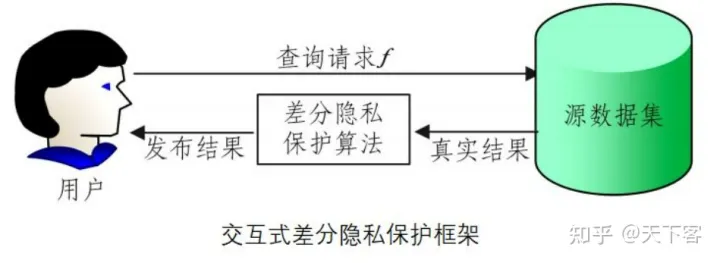 查询请求f
差分隐私
保护算法
源数据集
发布结果
真实结果
用户
交互式差分隐私保护框架
知乎 @天下客